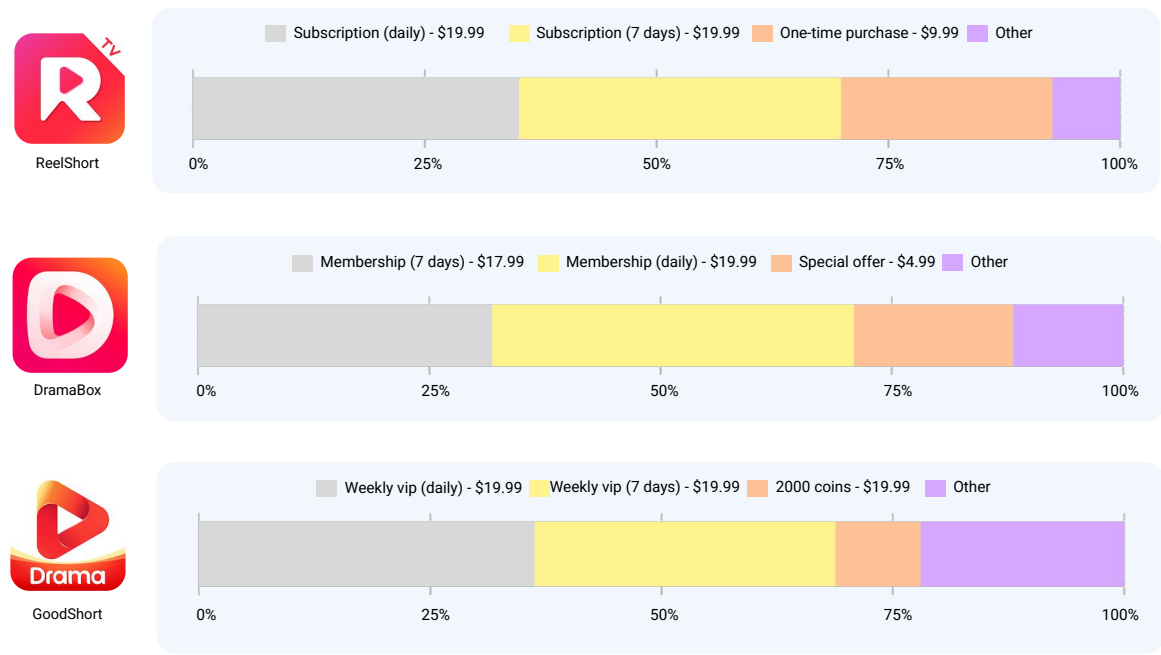 Subscription (daily) - $19.99 Subscription (7 days) - $19.99 One-time purchase - $9.99 Other
TV
R
ReelShort
0% 25% 50% 75% 100%
Membership (7 days) - $17.99 Membership (daily) - $19.99 Special offer - $4.99 Other
DramaBox
0% 25% 50% 75% 100%
Weekly vip (daily) - $19.99 Weekly vip (7 days) - $19.99 2000 coins - $19.99 Other
Drama
GoodShort
0% 25% 50% 75% 100%